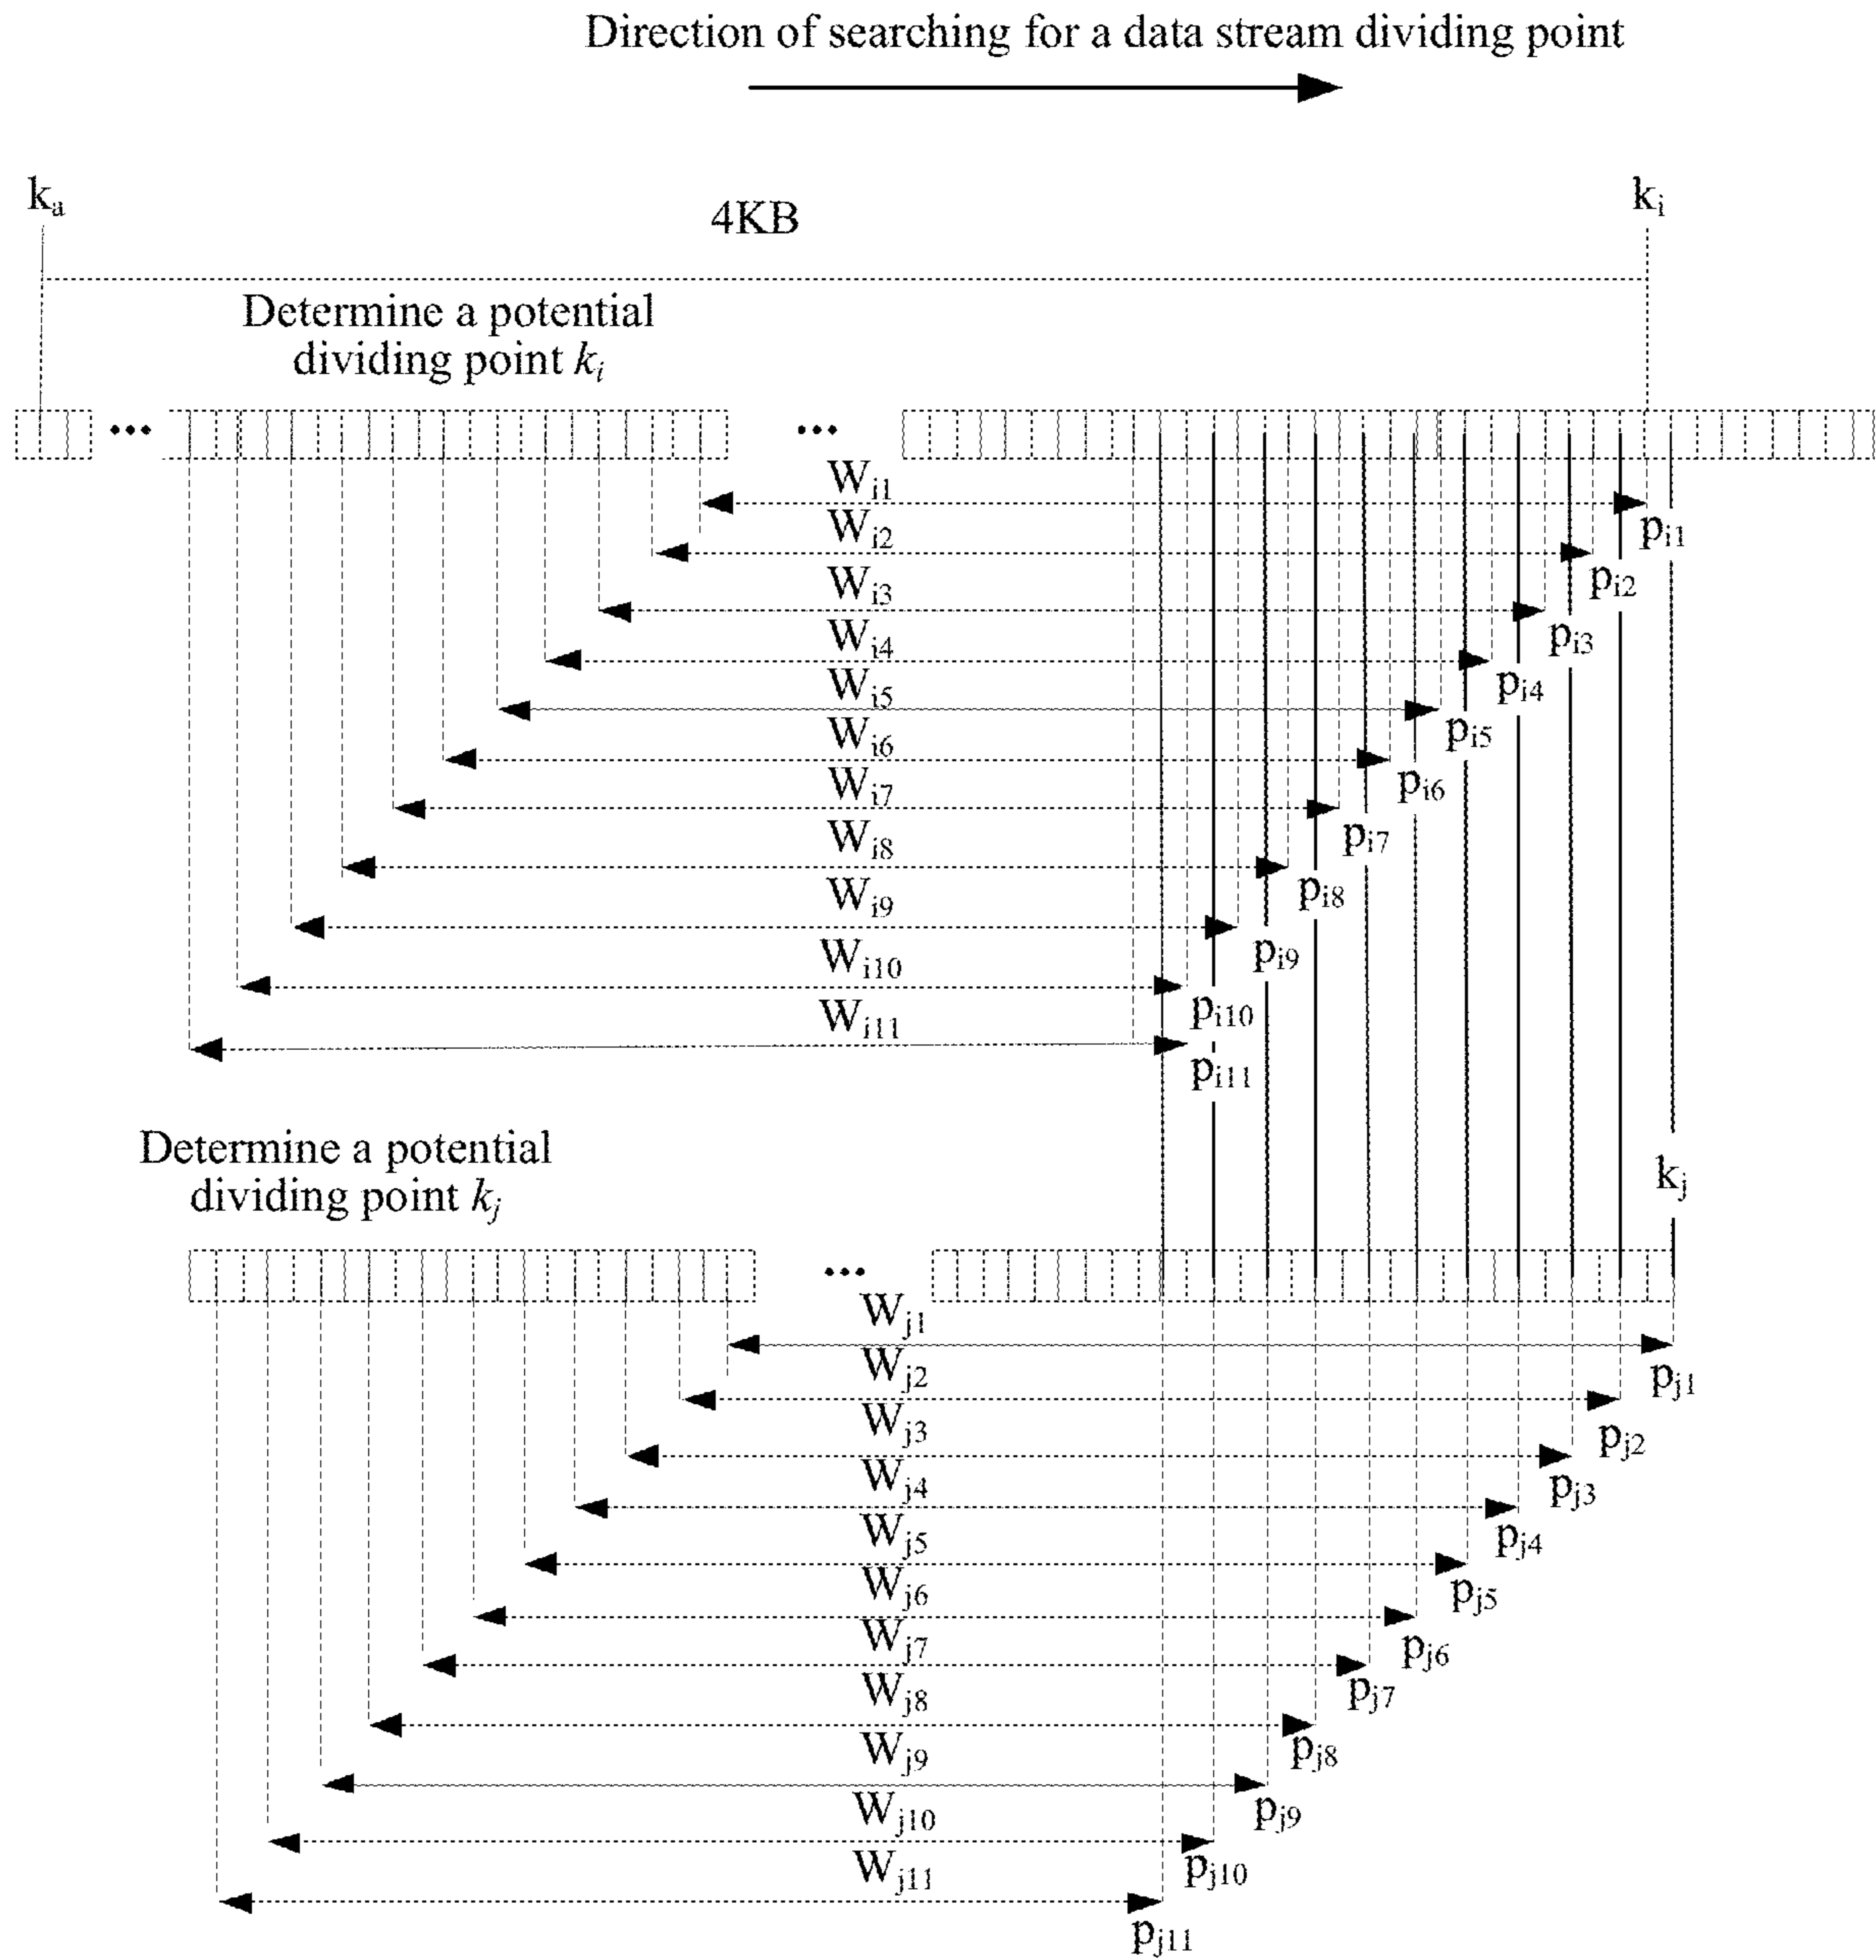 Direction of searching for a data stream dividing point
kₐ
4KB
kᵢ
Determine a potential
dividing point kᵢ
...
...
Wi1
pi1
Wi2
pi2
Wi3
pi3
Wi4
pi4
Wi5
pi5
Wi6
pi6
Wi7
pi7
Wi8
pi8
Wi9
pi9
Wi10
pi10
Wi11
pi11
Determine a potential
dividing point kⱼ
kⱼ
...
Wj1
pj1
Wj2
pj2
Wj3
pj3
Wj4
pj4
Wj5
pj5
Wj6
pj6
Wj7
pj7
Wj8
pj8
Wj9
pj9
Wj10
pj10
Wj11
pj11